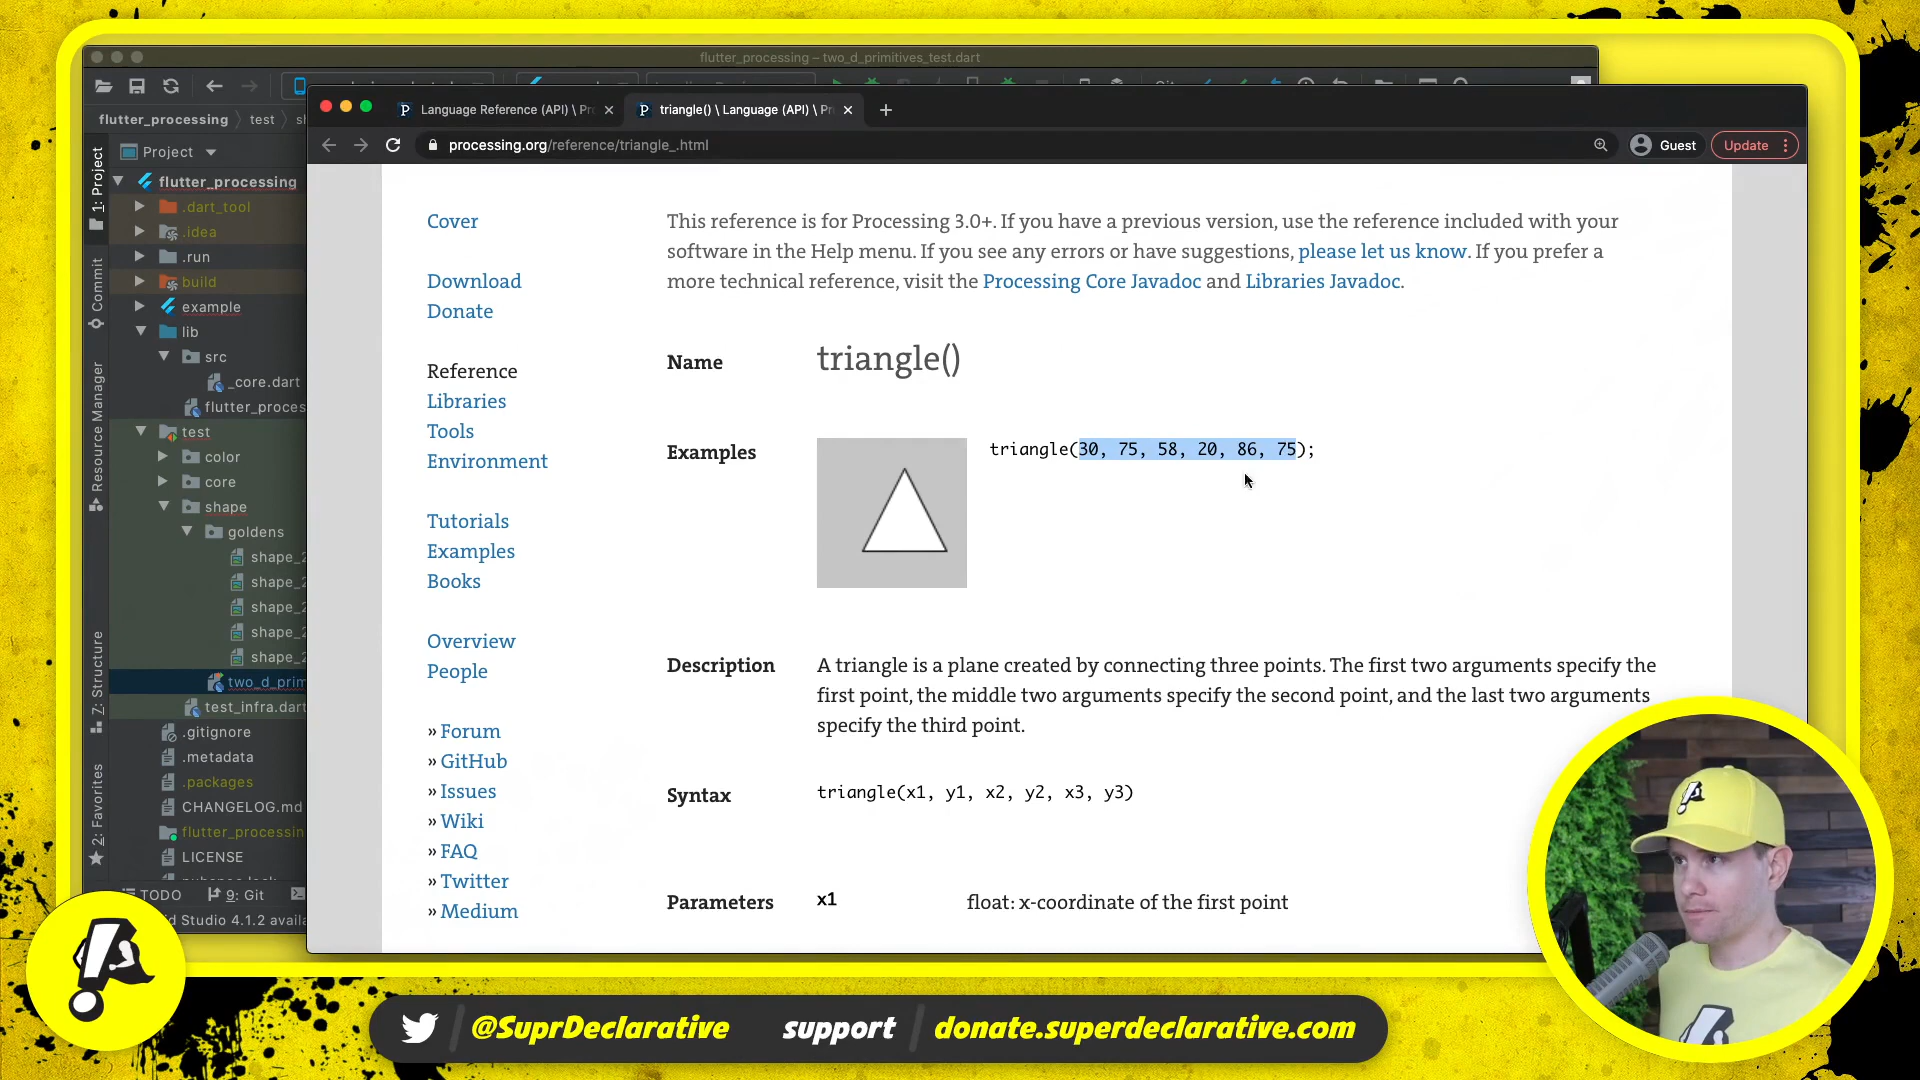 flutter_processing – two_d_primitives_test.dart
flutter_processing
test
Project
Language Reference (API) \ Pr
triangle() \ Language (API) \ Pr
processing.org/reference/triangle_.html
Guest
Update
1: Project
Commit
Resource Manager
7: Structure
2: Favorites
flutter_processing
.dart_tool
.idea
.run
build
example
lib
src
_core.dart
flutter_proces
test
color
core
shape
goldens
shape_2
shape_2
shape_2
shape_2
shape_2
two_d_prim
test_infra.dart
.gitignore
.metadata
.packages
CHANGELOG.md
flutter_processin
LICENSE
TODO
9: Git
d Studio 4.1.2 availa
Cover
Download
Donate
Reference
Libraries
Tools
Environment
Tutorials
Examples
Books
Overview
People
» Forum
» GitHub
» Issues
» Wiki
» FAQ
» Twitter
» Medium
This reference is for Processing 3.0+. If you have a previous version, use the reference included with your
software in the Help menu. If you see any errors or have suggestions, please let us know. If you prefer a
more technical reference, visit the Processing Core Javadoc and Libraries Javadoc.
Name triangle()
Examples triangle(30, 75, 58, 20, 86, 75);
Description A triangle is a plane created by connecting three points. The first two arguments specify the
first point, the middle two arguments specify the second point, and the last two arguments
specify the third point.
Syntax triangle(x1, y1, x2, y2, x3, y3)
Parameters x1 float: x-coordinate of the first point
@SuprDeclarative support donate.superdeclarative.com